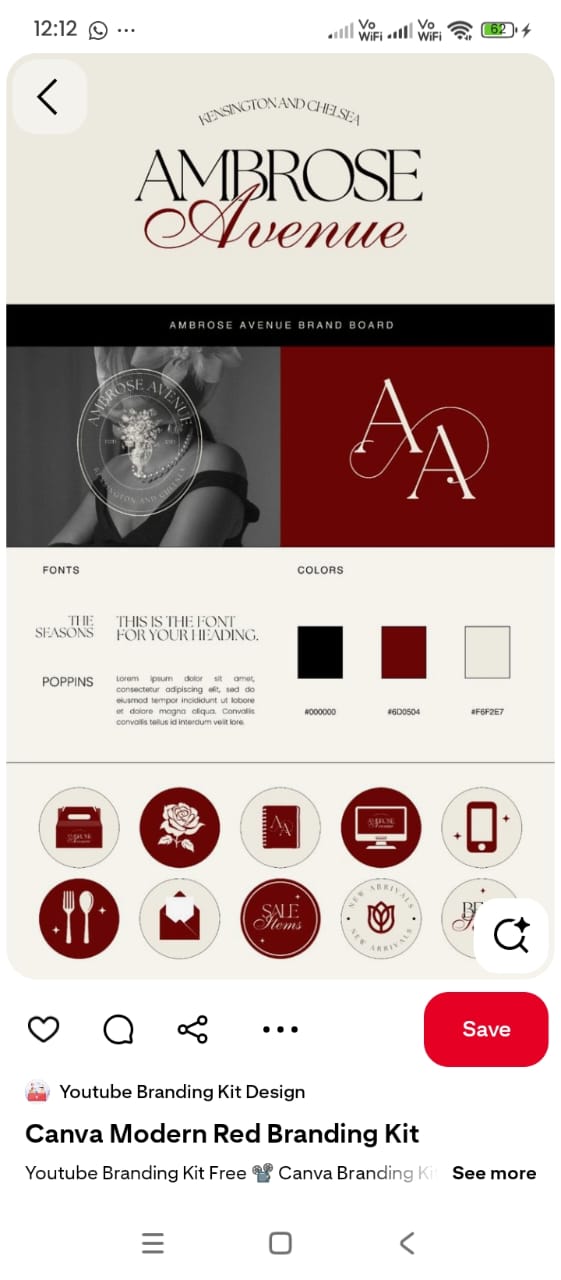 12:12
Vo
WiFi
Vo
WiFi
62
KENSINGTON AND CHELSEA
AMBROSE
Avenue
AMBROSE AVENUE BRAND BOARD
AMBROSE AVENUE
KENSINGTON AND CHELSEA
AA
FONTS
COLORS
THE
SEASONS
THIS IS THE FONT
FOR YOUR HEADING.
POPPINS
Lorem ipsum dolor sit amet,
consectetur adipiscing elit, sed do
eiusmod tempor incididunt ut labore
et dolore magna aliqua. Convallis
convallis tellus id interdum velit lore.
#000000
#6D0504
#F6F2E7
AMBROSE
Avenue
AA
AMBROSE
Avenue
SALE
Items
NEW ARRIVALS
NEW ARRIVALS
Save
Youtube Branding Kit Design
Canva Modern Red Branding Kit
Youtube Branding Kit Free 📽️ Canva Branding Ki
See more